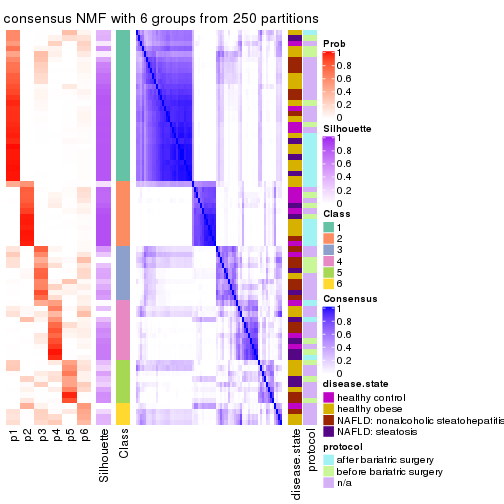 consensus NMF with 6 groups from 250 partitions
Prob
0.8
0.6
0.4
0.2
0
Silhouette
1
0.8
0.6
0.4
0.2
0
Class
1
2
3
4
5
6
Consensus
1
0.8
0.6
0.4
0.2
0
disease.state
healthy control
healthy obese
NAFLD: nonalcoholic steatohepatitis
NAFLD: steatosis
protocol
after bariatric surgery
before bariatric surgery
n/a
p1
p2
p3
p4
p5
p6
Silhouette
Class
disease.state
protocol